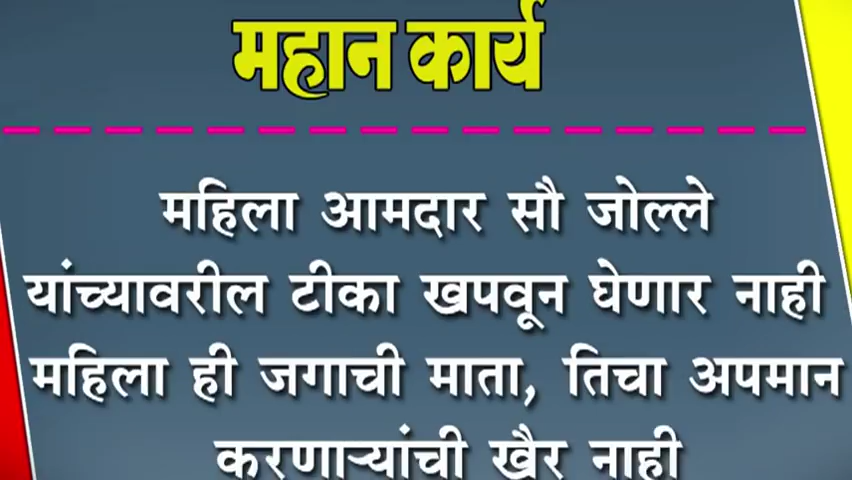 महान कार्य
महिला आमदार सौ जोल्ले
यांच्यावरील टीका खपवून घेणार नाही
महिला ही जगाची माता, तिचा अपमान
करणाऱ्यांची खैर नाही